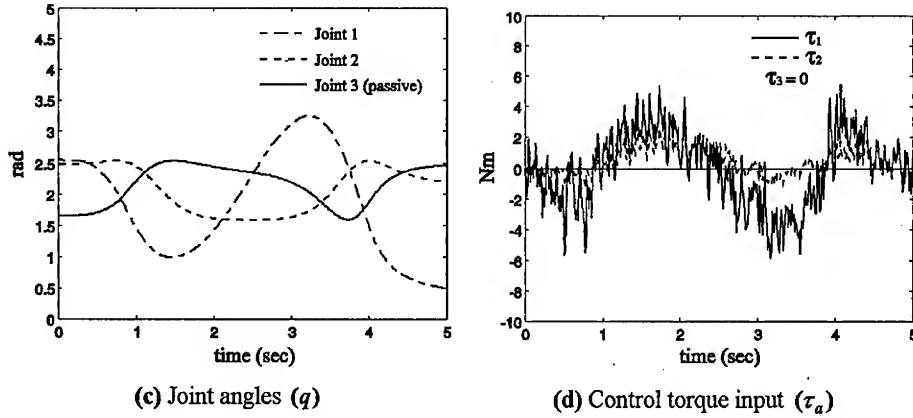 5
4.5
4
3.5
3
2.5
2
1.5
1
0.5
0
rad
Joint 1
Joint 2
Joint 3 (passive)
0 1 2 3 4 5
time (sec)
(c) Joint angles (q)
10
8
6
4
2
0
-2
-4
-6
-8
-10
Nm
τ1
τ2
τ3 = 0
0 1 2 3 4 5
time (sec)
(d) Control torque input (τa)